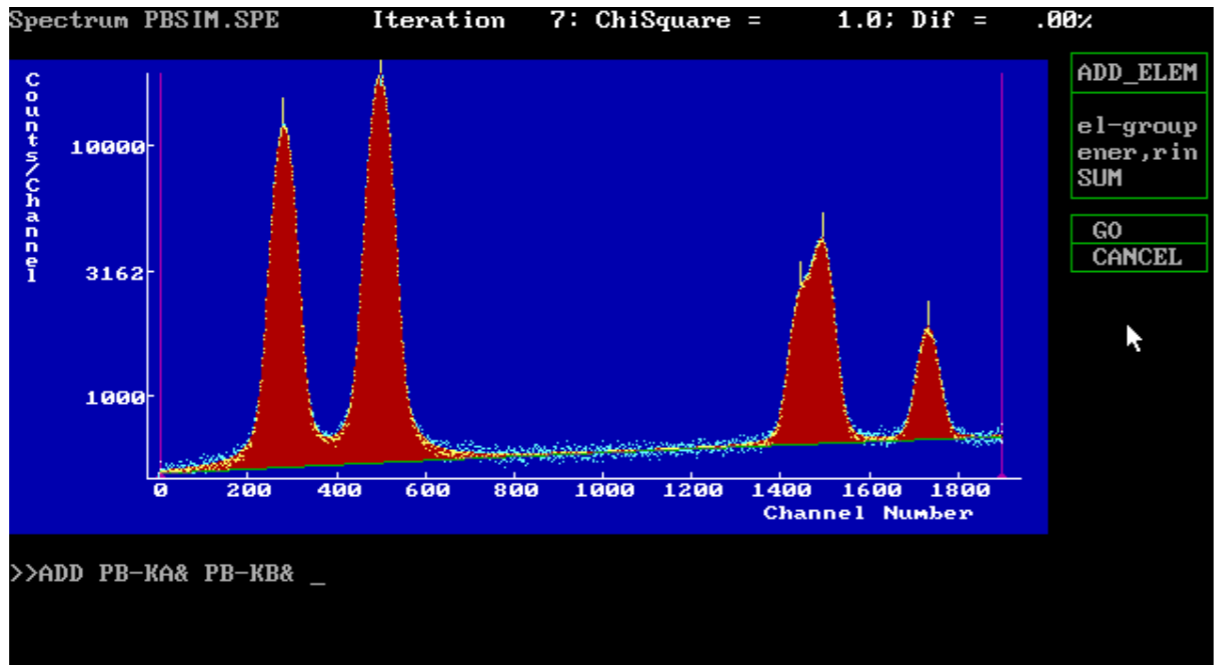 Spectrum PBSIM.SPE Iteration 7: ChiSquare = 1.0; Dif = .00%
Counts/Channel
10000
3162
1000
0 200 400 600 800 1000 1200 1400 1600 1800
Channel Number
ADD_ELEM
el-group
ener,rin
SUM
GO
CANCEL
>>ADD PB-KA& PB-KB& _